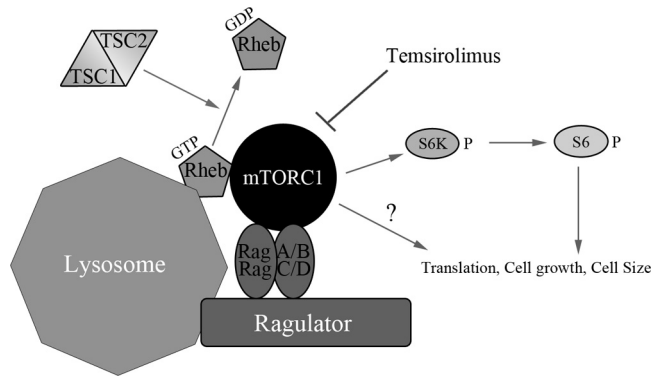 GDP
Rheb
TSC2
TSC1
Temsirolimus
GTP
Rheb
mTORC1
S6K P
S6 P
?
Lysosome
Rag A/B
Rag C/D
Translation, Cell growth, Cell Size
Ragulator